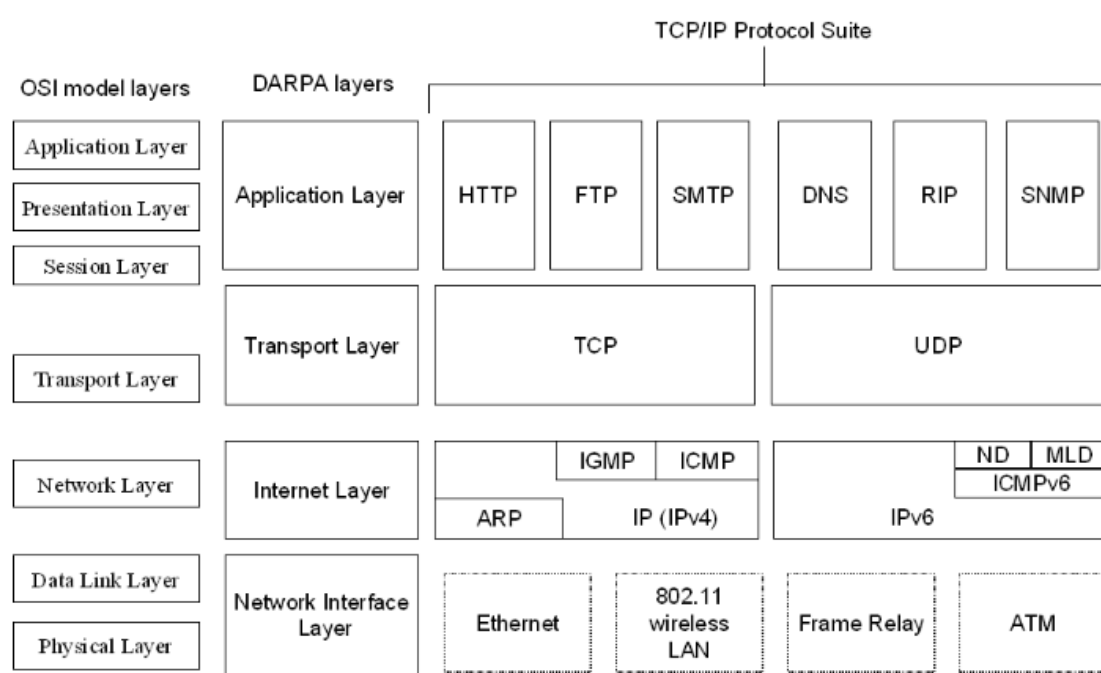 TCP/IP Protocol Suite
OSI model layers
DARPA layers
Application Layer
Presentation Layer
Session Layer
Application Layer
HTTP
FTP
SMTP
DNS
RIP
SNMP
Transport Layer
Transport Layer
TCP
UDP
Network Layer
Internet Layer
IGMP
ICMP
ARP
IP (IPv4)
ND
MLD
ICMPv6
IPv6
Data Link Layer
Physical Layer
Network Interface
Layer
Ethernet
802.11
wireless
LAN
Frame Relay
ATM